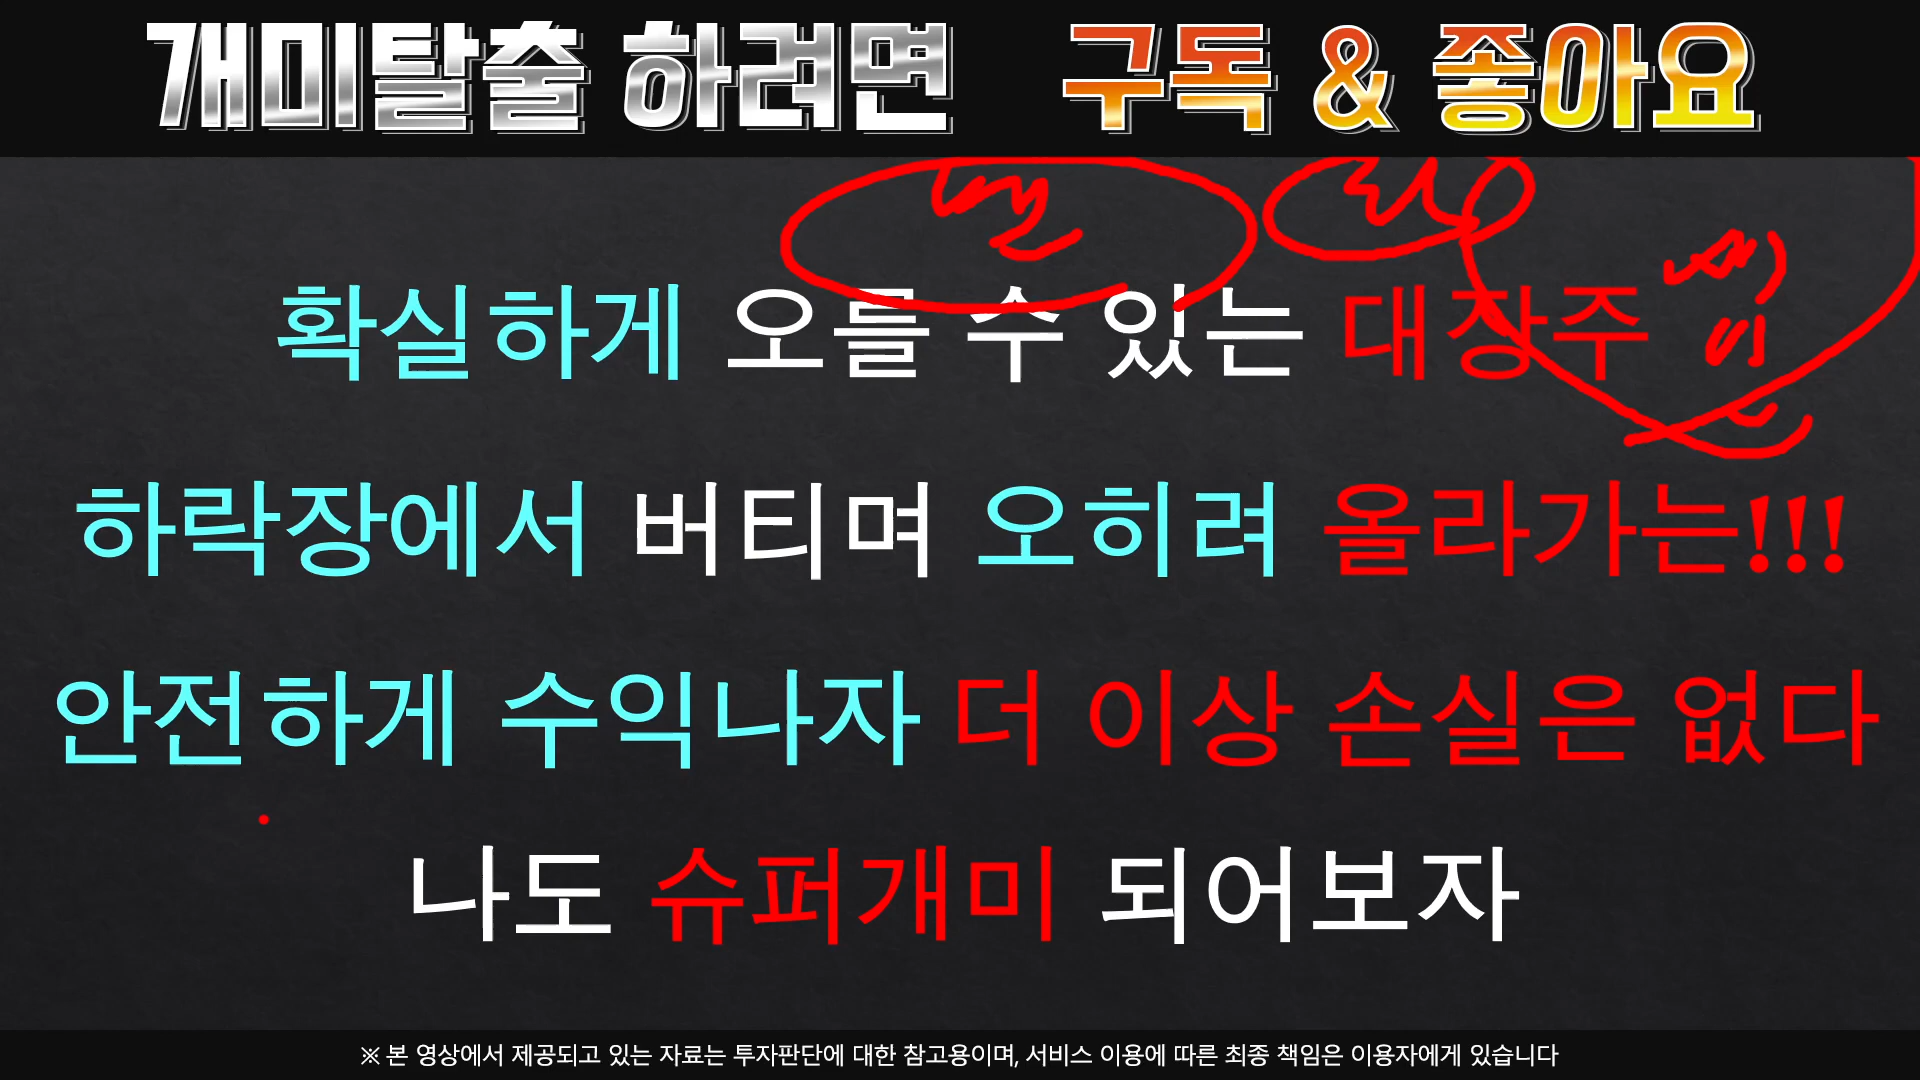 개미탈출 하려면 구독 & 좋아요
확실하게 오를 수 있는 대장주
하락장에서 버티며 오히려 올라가는!!!
안전하게 수익나자 더 이상 손실은 없다
나도 슈퍼개미 되어보자
※ 본 영상에서 제공되고 있는 자료는 투자판단에 대한 참고용이며, 서비스 이용에 따른 최종 책임은 이용자에게 있습니다